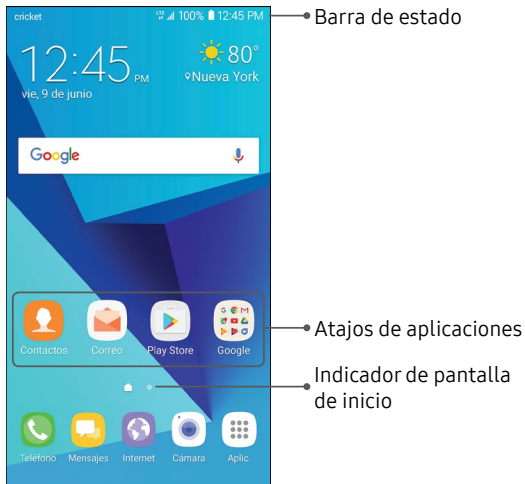 cricket LTE 100% 12:45 PM
Barra de estado
12:45 PM
80°
Nueva York
vie, 9 de junio
Google
Atajos de aplicaciones
Contactos Correo Play Store Google
Indicador de pantalla
de inicio
Teléfono Mensajes Internet Cámara Aplic.